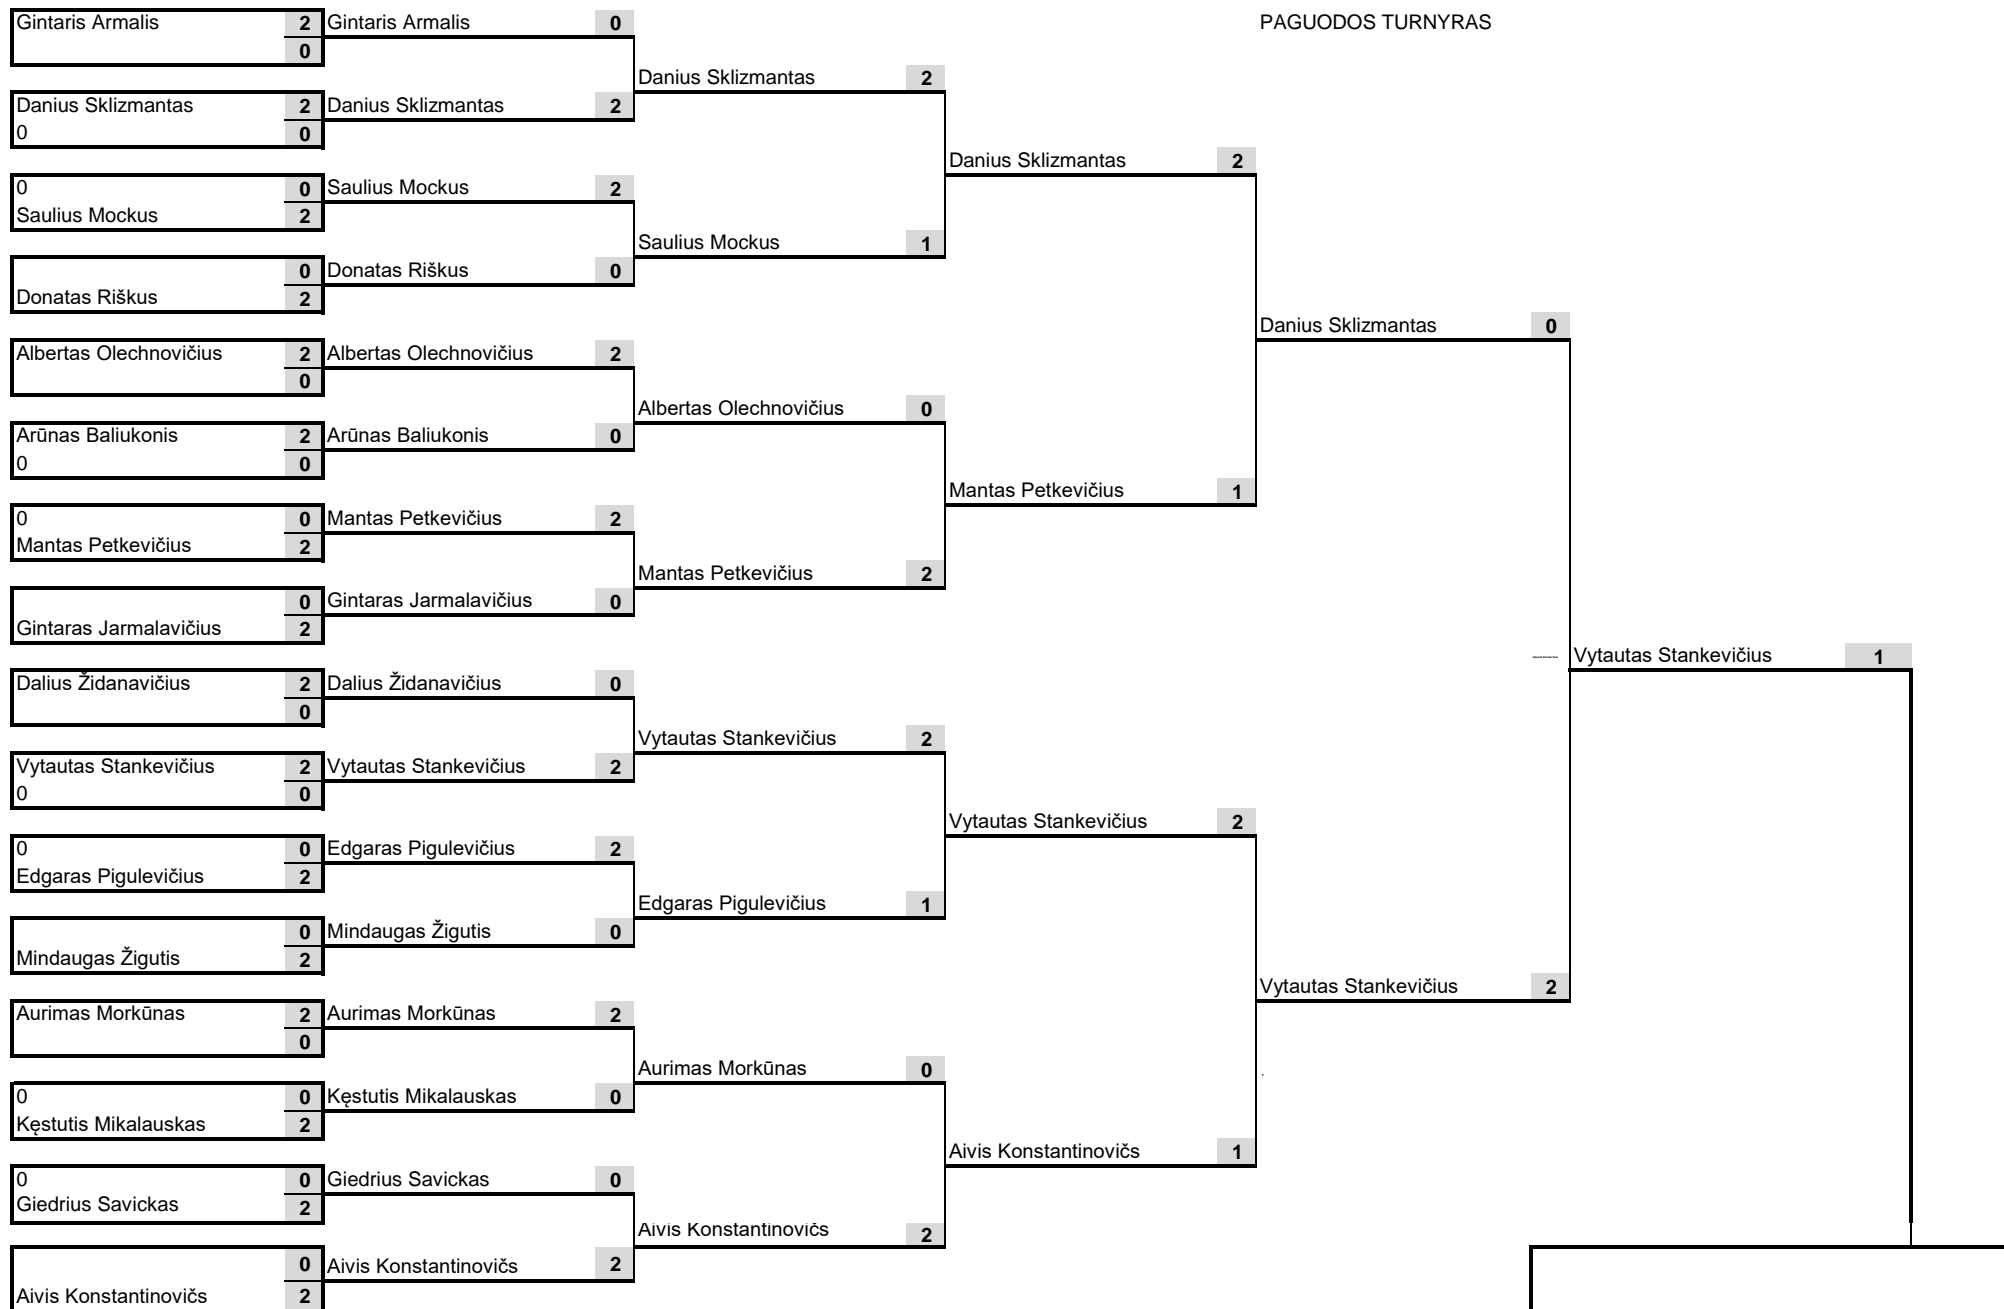 Gintaris Armalis 2 Gintaris Armalis 0 PAGUODOS TURNYRAS
0
Danius Sklizmantas 2
Danius Sklizmantas 2 Danius Sklizmantas 2
0 0
Danius Sklizmantas 2
0 0 Saulius Mockus 2
Saulius Mockus 2
Saulius Mockus 1
0 Donatas Riškus 0
Donatas Riškus 2
Danius Sklizmantas 0
Albertas Olechnovičius 2 Albertas Olechnovičius 2
0
Albertas Olechnovičius 0
Arūnas Baliukonis 2 Arūnas Baliukonis 0
0 0
Mantas Petkevičius 1
0 0 Mantas Petkevičius 2
Mantas Petkevičius 2
Mantas Petkevičius 2
0 Gintaras Jarmalavičius 0
Gintaras Jarmalavičius 2
Vytautas Stankevičius 1
Dalius Židanavičius 2 Dalius Židanavičius 0
0
Vytautas Stankevičius 2
Vytautas Stankevičius 2 Vytautas Stankevičius 2
0 0
Vytautas Stankevičius 2
0 0 Edgaras Pigulevičius 2
Edgaras Pigulevičius 2
Edgaras Pigulevičius 1
0 Mindaugas Žigutis 0
Mindaugas Žigutis 2
Vytautas Stankevičius 2
Aurimas Morkūnas 2 Aurimas Morkūnas 2
0
Aurimas Morkūnas 0
0 0 Kęstutis Mikalauskas 0
Kęstutis Mikalauskas 2
Aivis Konstantinovičs 1
0 0 Giedrius Savickas 0
Giedrius Savickas 2
Aivis Konstantinovičs 2
0 Aivis Konstantinovičs 2
Aivis Konstantinovičs 2